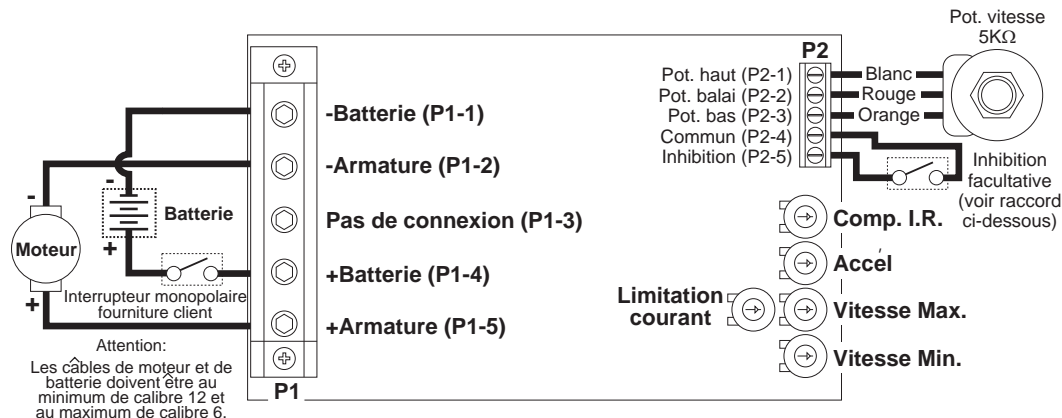 Pot. vitesse
5KΩ
P2
Pot. haut (P2-1)
Blanc
Pot. balai (P2-2)
Rouge
Pot. bas (P2-3)
Orange
Commun (P2-4)
Inhibition (P2-5)
Inhibition
facultative
(voir raccord
ci-dessous)
-Batterie (P1-1)
-Armature (P1-2)
Pas de connexion (P1-3)
+Batterie (P1-4)
+Armature (P1-5)
P1
-
Batterie
+
-
Moteur
+
Interrupteur monopolaire
fourniture client
Attention:
Les câbles de moteur et de
batterie doivent être au
minimum de calibre 12 et
au maximum de calibre 6.
Comp. I.R.
Accél
Limitation
courant
Vitesse Max.
Vitesse Min.